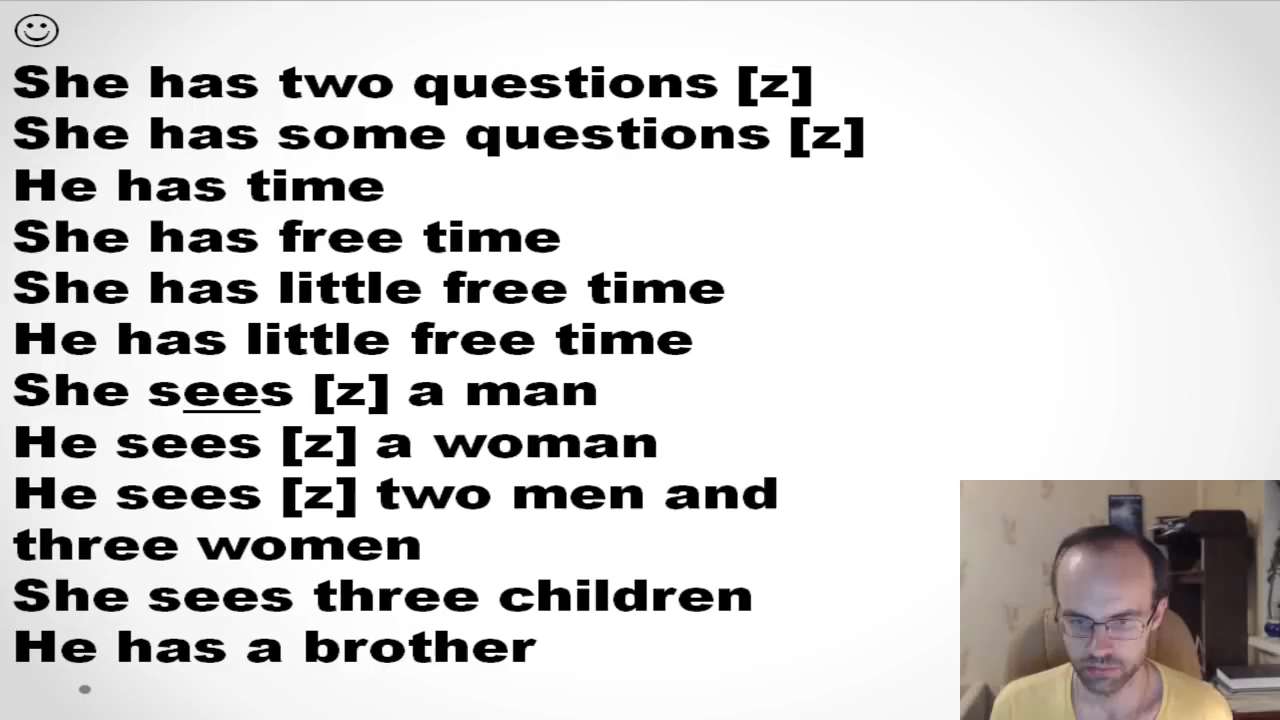 She has two questions [z]
She has some questions [z]
He has time
She has free time
She has little free time
He has little free time
She sees [z] a man
He sees [z] a woman
He sees [z] two men and
three women
She sees three children
He has a brother